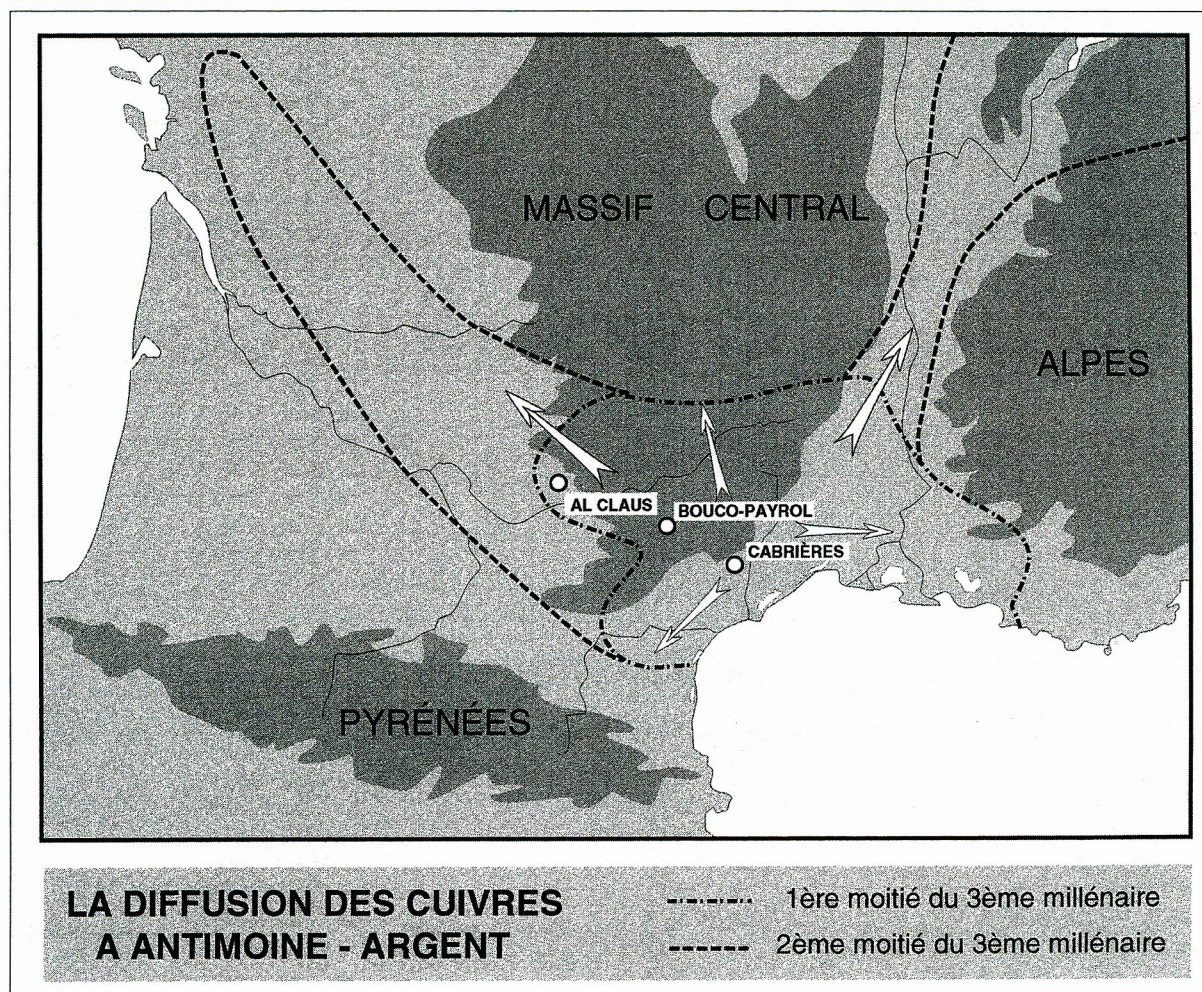 MASSIF CENTRAL
ALPES
AL CLAUS
BOUCO-PAYROL
CABRIÈRES
PYRÉNÉES
LA DIFFUSION DES CUIVRES
A ANTIMOINE - ARGENT
1ère moitié du 3ème millénaire
2ème moitié du 3ème millénaire